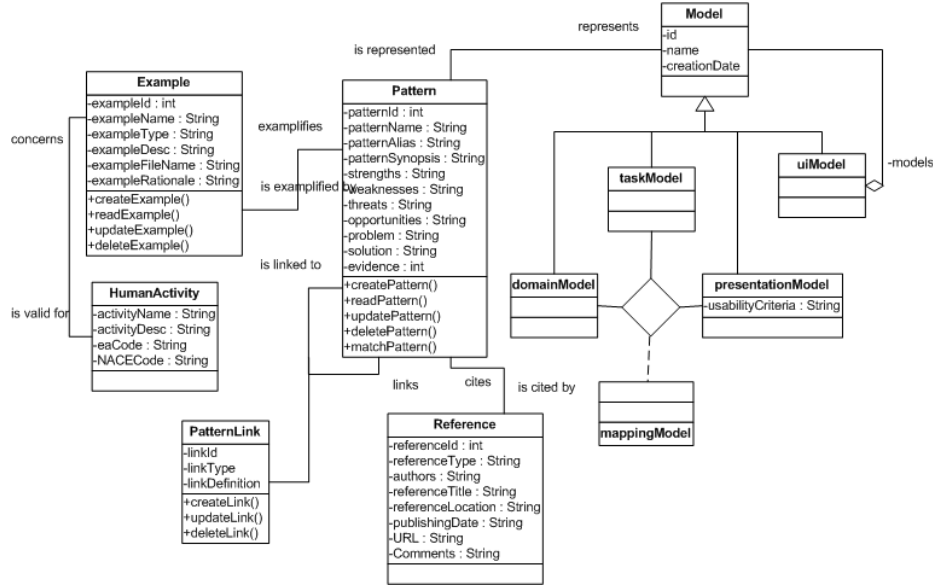 Model
-id
-name
-creationDate
represents
is represented
Example
-exampleId : int
-exampleName : String
-exampleType : String
-exampleDesc : String
-exampleFileName : String
-exampleRationale : String
+createExample()
+readExample()
+updateExample()
+deleteExample()
concerns
is valid for
examplifies
is examplified by
is linked to
Pattern
-patternId : int
-patternName : String
-patternAlias : String
-patternSynopsis : String
-strengths : String
-weaknesses : String
-threats : String
-opportunities : String
-problem : String
-solution : String
-evidence : int
+createPattern()
+readPattern()
+updatePattern()
+deletePattern()
+matchPattern()
taskModel
uiModel
-models
domainModel
presentationModel
-usabilityCriteria : String
mappingModel
HumanActivity
-activityName : String
-activityDesc : String
-eaCode : String
-NACECode : String
links
cites
is cited by
PatternLink
-linkId
-linkType
-linkDefinition
+createLink()
+updateLink()
+deleteLink()
Reference
-referenceId : int
-referenceType : String
-authors : String
-referenceTitle : String
-referenceLocation : String
-publishingDate : String
-URL : String
-Comments : String